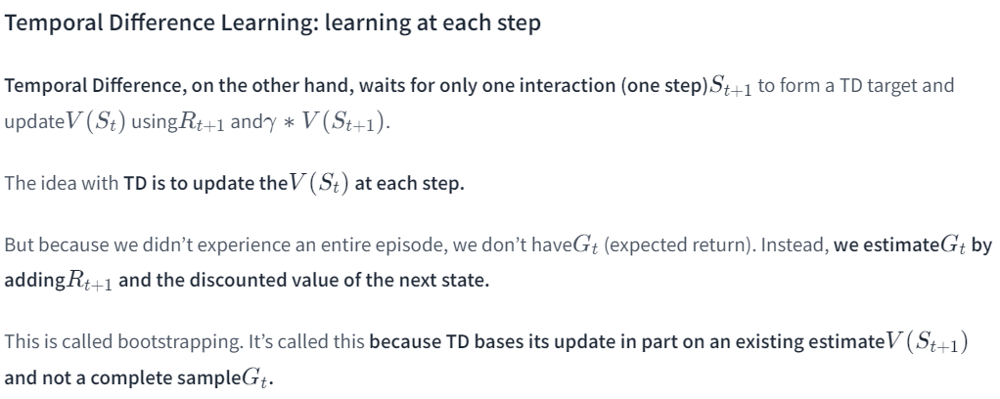 Temporal Difference Learning: learning at each step
Temporal Difference, on the other hand, waits for only one interaction (one step)$S_{t+1}$ to form a TD target and
update$V(S_t)$ using$R_{t+1}$ and$\gamma * V(S_{t+1})$.
The idea with TD is to update the$V(S_t)$ at each step.
But because we didn’t experience an entire episode, we don’t have$G_t$ (expected return). Instead, we estimate$G_t$ by
adding$R_{t+1}$ and the discounted value of the next state.
This is called bootstrapping. It’s called this because TD bases its update in part on an existing estimate$V(S_{t+1})$
and not a complete sample$G_t$.